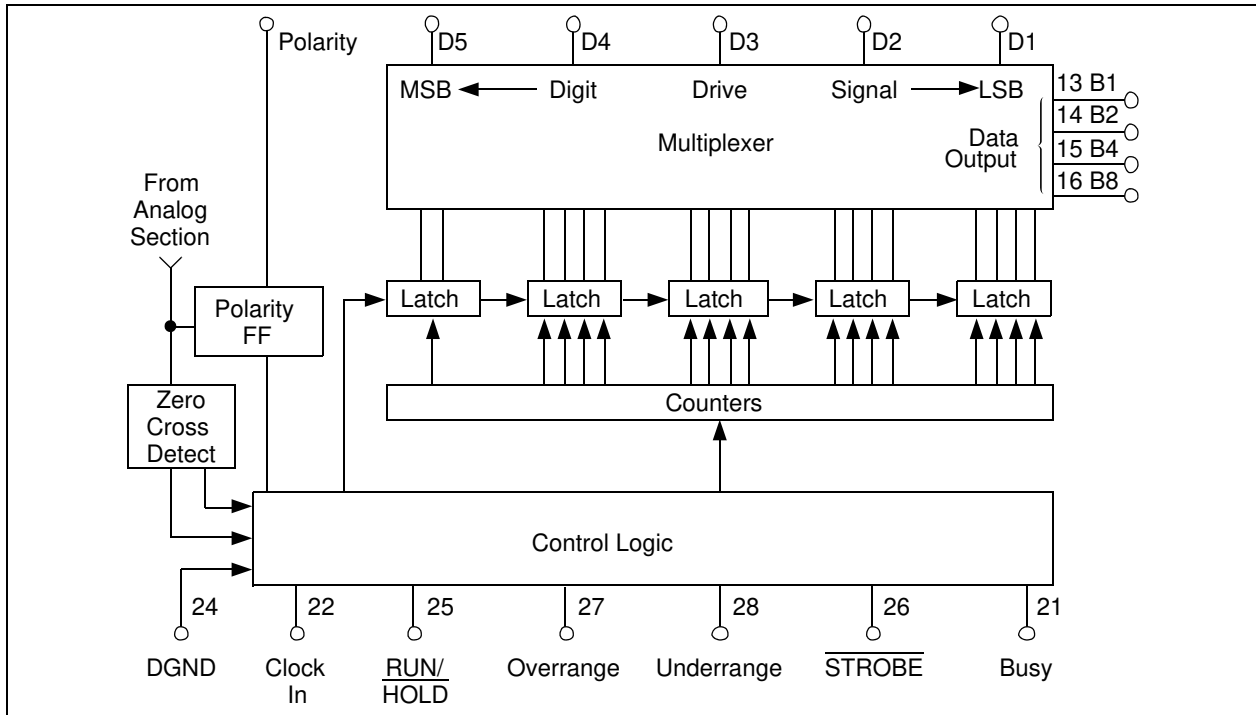 Polarity
D5
D4
D3
D2
D1
MSB
Digit
Drive
Signal
LSB
13 B1
14 B2
15 B4
16 B8
Multiplexer
Data
Output
From
Analog
Section
Latch
Latch
Latch
Latch
Latch
Polarity
FF
Counters
Zero
Cross
Detect
Control Logic
24
22
25
27
28
26
21
DGND
Clock
In
RUN/
HOLD
Overrange
Underrange
STROBE
Busy